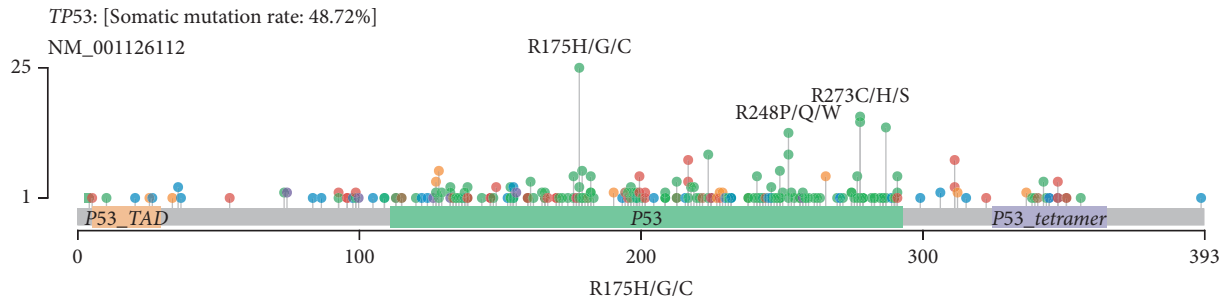 TP53: [Somatic mutation rate: 48.72%]
NM_001126112
R175H/G/C
25
R273C/H/S
R248P/Q/W
1
P53_TAD P53 P53_tetramer
0 100 200 300 393
R175H/G/C